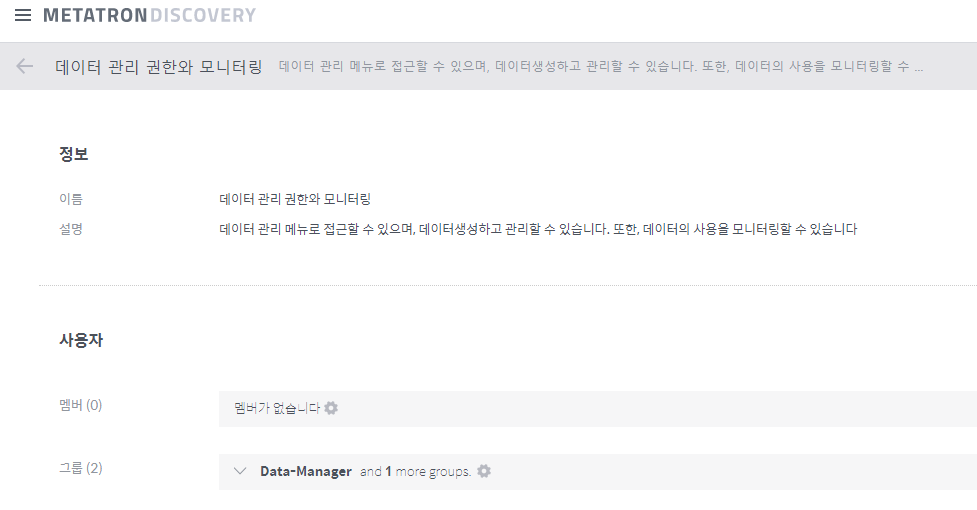 METATRONDISCOVERY
데이터 관리 권한와 모니터링 데이터 관리 메뉴로 접근할 수 있으며, 데이터생성하고 관리할 수 있습니다. 또한, 데이터의 사용을 모니터링할 수 ...
정보
이름 데이터 관리 권한와 모니터링
설명 데이터 관리 메뉴로 접근할 수 있으며, 데이터생성하고 관리할 수 있습니다. 또한, 데이터의 사용을 모니터링할 수 있습니다
사용자
멤버 (0) 멤버가 없습니다
그룹 (2) Data-Manager and 1 more groups.